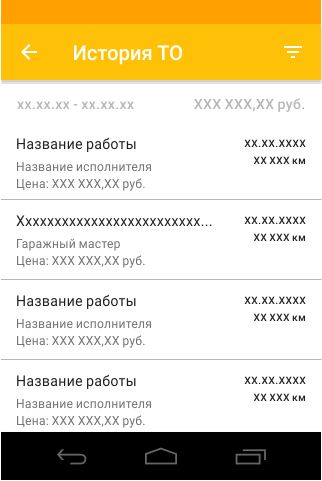 История ТО
xx.xx.xx - xx.xx.xx XXX XXX,XX руб.
Название работы xx.xx.xxxx
xx xxx км
Название исполнителя
Цена: XXX XXX,XX руб.
Xxxxxxxxxxxxxxxxxxxxxxxxxx... xx.xx.xxxx
xx xxx км
Гаражный мастер
Цена: XXX XXX,XX руб.
Название работы xx.xx.xxxx
xx xxx км
Название исполнителя
Цена: XXX XXX,XX руб.
Название работы xx.xx.xxxx
xx xxx км
Название исполнителя
Цена: XXX XXX,XX руб.